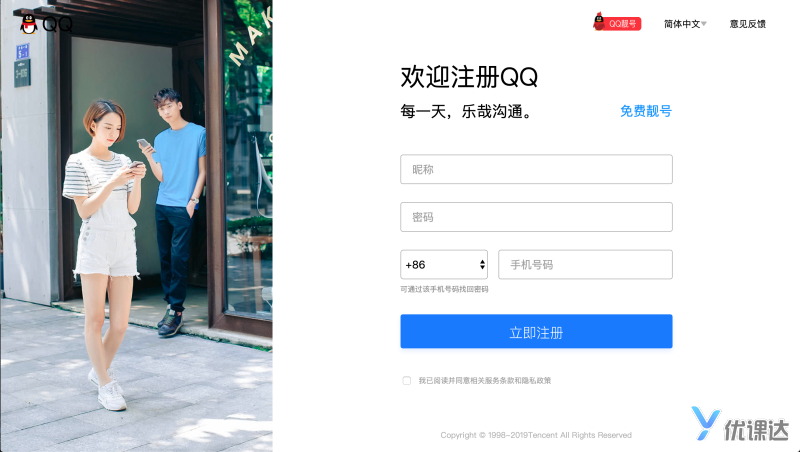 QQ
QQ靓号
简体中文
意见反馈
MAK
欢迎注册QQ
每一天，乐哉沟通。
免费靓号
昵称
密码
+86
手机号码
可通过该手机号码找回密码
立即注册
我已阅读并同意相关服务条款和隐私政策
Copyright © 1998-2019Tencent All Rights Reserved
优课达